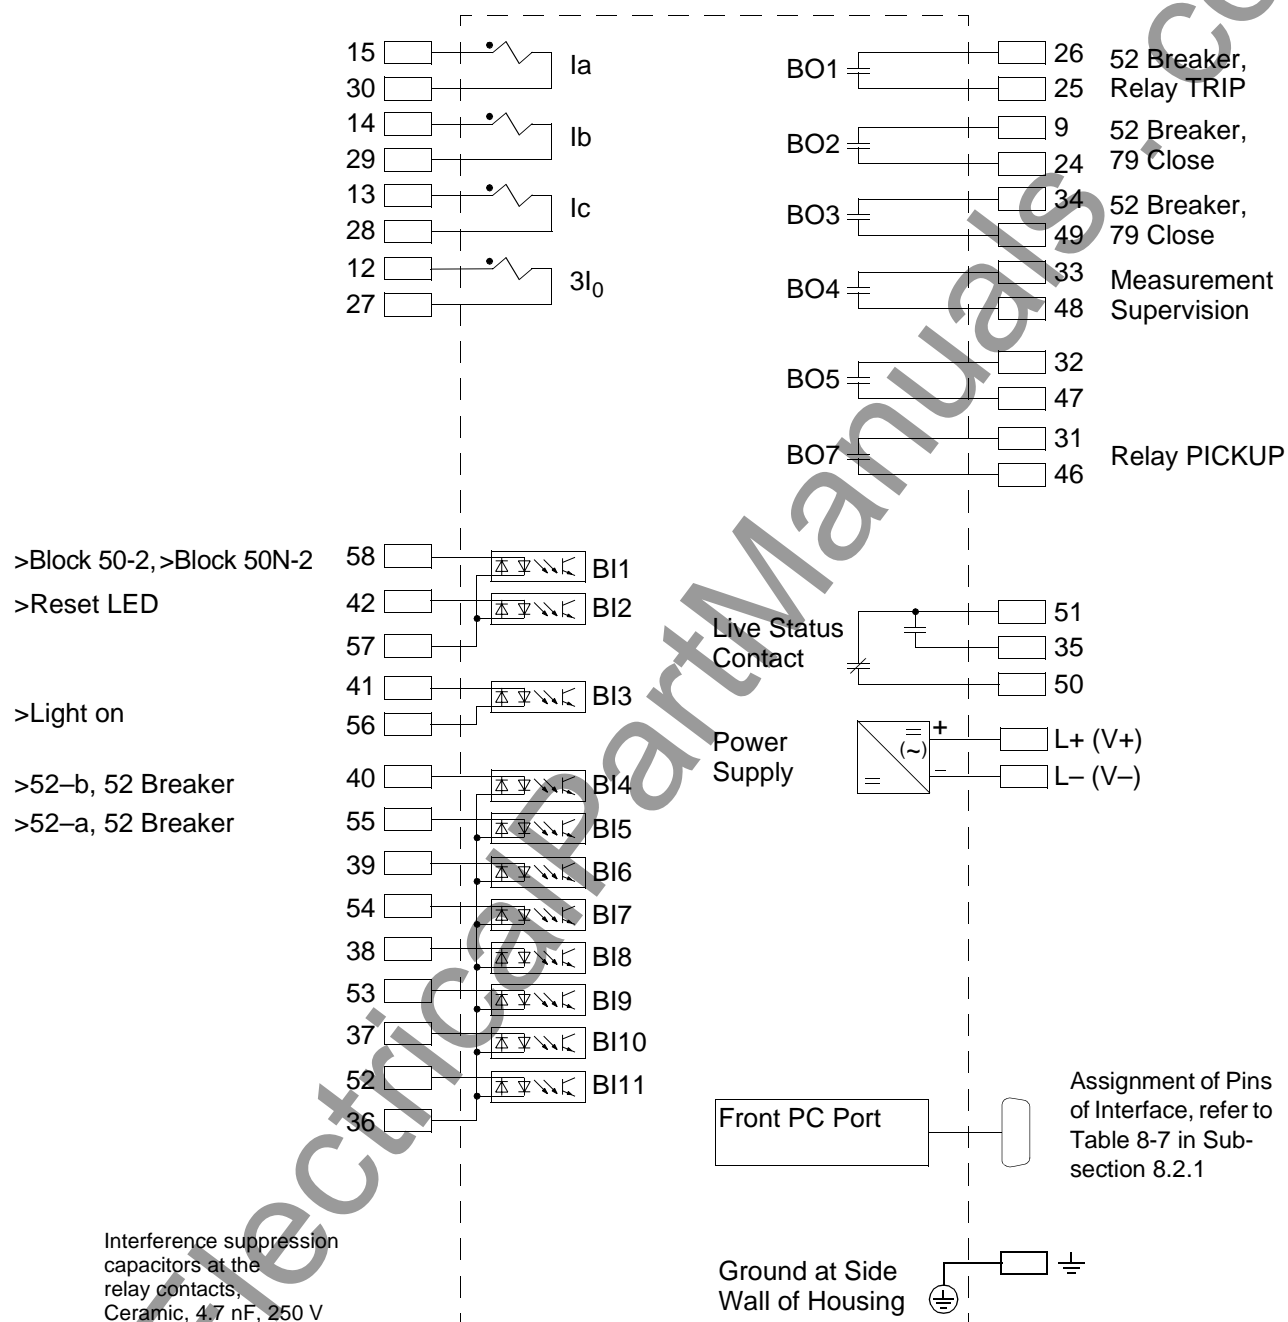 15
30
Ia
14
29
Ib
13
28
Ic
12
27
3I0
BO1
26
25
52 Breaker,
Relay TRIP
BO2
9
24
52 Breaker,
79 Close
BO3
34
49
52 Breaker,
79 Close
BO4
33
48
Measurement
Supervision
BO5
32
47
BO7
31
46
Relay PICKUP
>Block 50-2, >Block 50N-2
58
BI1
>Reset LED
42
BI2
57
>Light on
41
56
BI3
>52–b, 52 Breaker
40
BI4
>52–a, 52 Breaker
55
BI5
39
BI6
54
BI7
38
BI8
53
BI9
37
BI10
52
BI11
36
Live Status
Contact
51
35
50
Power
Supply
=
(~)
=
+
–
L+ (V+)
L– (V–)
Front PC Port
Assignment of Pins
of Interface, refer to
Table 8-7 in Sub-
section 8.2.1
Interference suppression
capacitors at the
relay contacts,
Ceramic, 4.7 nF, 250 V
Ground at Side
Wall of Housing
ElectricalPartManuals . co